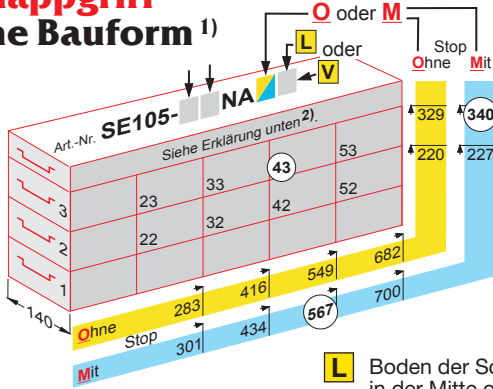 ne Bauform 1)
O oder M
L oder
V
Stop
Ohne Mit
Art.-Nr. SE105- NA
Siehe Erklärung unten 2).
329 340
220 227
43 53
23 33
3
42 52
22 32
2
1
140
283 416 549 682
Ohne
Stop
301 434 567 700
Mit
L Boden der
in der Mitte